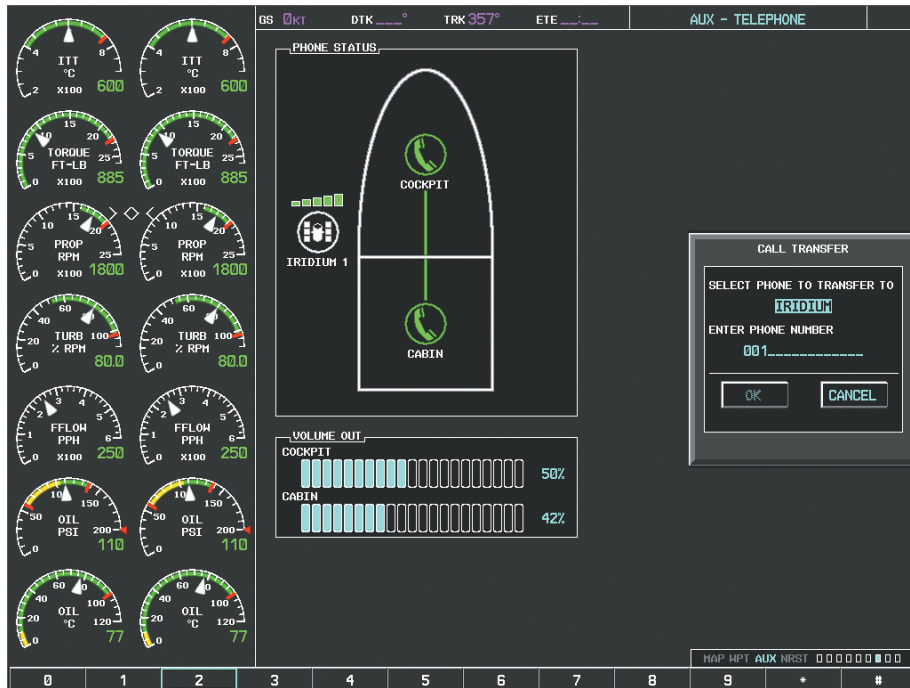 GS 0KT DTK ___° TRK 357° ETE __:__ AUX - TELEPHONE
4 8
ITT
°C
2 X100 600
4 8
ITT
°C
2 X100 600
5 10 15 20 25
TORQUE
FT-LB
0 X100 885
5 10 15 20 25
TORQUE
FT-LB
0 X100 885
5 10 15 20 25
PROP
RPM
0 X100 1800
5 10 15 20 25
PROP
RPM
0 X100 1800
20 40 60 80 100
TURB
% RPM
0 80.0
20 40 60 80 100
TURB
% RPM
0 80.0
1 2 3 4 5 6
FFLOW
PPH
0 X100 250
1 2 3 4 5 6
FFLOW
PPH
0 X100 250
50 100 150 200
OIL
PSI
0 110
50 100 150 200
OIL
PSI
0 110
20 40 60 80 100 120
OIL
°C
0 77
20 40 60 80 100 120
OIL
°C
0 77
PHONE STATUS
COCKPIT
IRIDIUM 1
CABIN
VOLUME OUT
COCKPIT
50%
CABIN
42%
CALL TRANSFER
SELECT PHONE TO TRANSFER TO
IRIDIUM
ENTER PHONE NUMBER
001____________
OK CANCEL
MAP WPT AUX NRST
0 1 2 3 4 5 6 7 8 9 * #